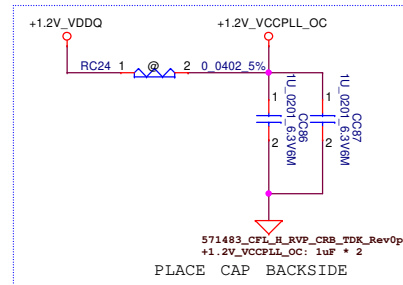 +1.2V_VDDQ +1.2V_VCCPLL_OC
RC24 1 @ 2 0_0402_5%
1 1
1U_0201_6.3V6M
CC86
1U_0201_6.3V6M
CC87
2 2
571483_CFL_H_RVP_CRB_TDK_Rev0p
+1.2V_VCCPLL_OC: 1uF * 2
PLACE CAP BACKSIDE